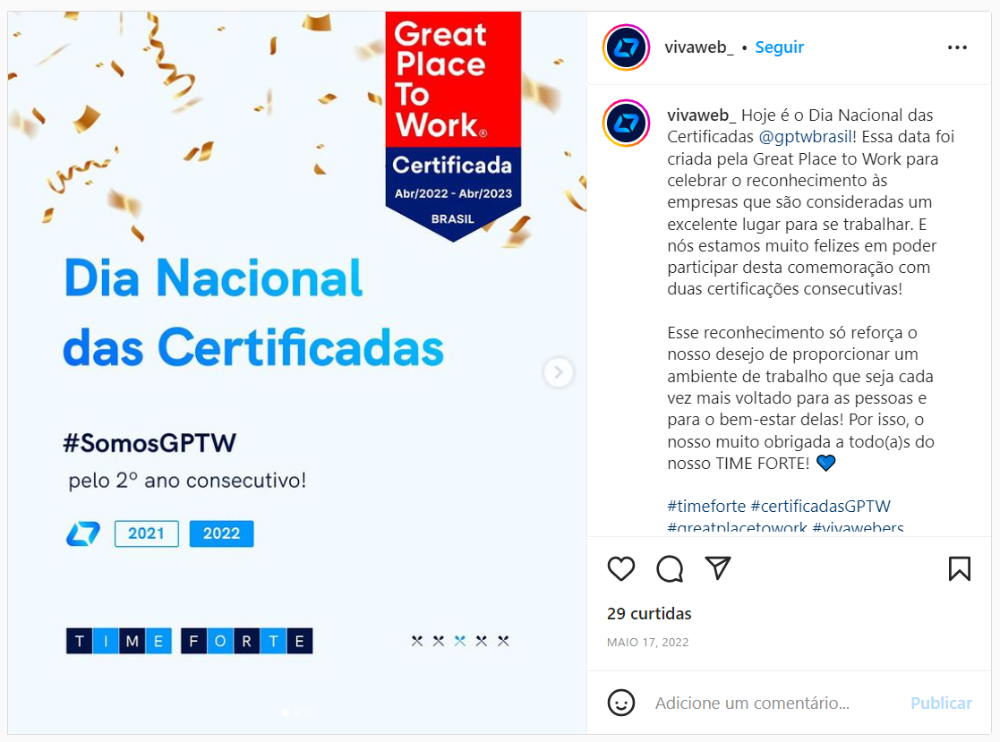 Great
Place
To
Work®
Certificada
Abr/2022 - Abr/2023
BRASIL
Dia Nacional
das Certificadas
#SomosGPTW
pelo 2º ano consecutivo!
2021 2022
TIME FORTE
vivaweb_ • Seguir
vivaweb_ Hoje é o Dia Nacional das
Certificadas @gptwbrasil! Essa data foi
criada pela Great Place to Work para
celebrar o reconhecimento às
empresas que são consideradas um
excelente lugar para se trabalhar. E
nós estamos muito felizes em poder
participar desta comemoração com
duas certificações consecutivas!
Esse reconhecimento só reforça o
nosso desejo de proporcionar um
ambiente de trabalho que seja cada
vez mais voltado para as pessoas e
para o bem-estar delas! Por isso, o
nosso muito obrigada a todo(a)s do
nosso TIME FORTE! 💙
#timeforte #certificadasGPTW
#greatplacetowork #vivawebers
29 curtidas
MAIO 17, 2022
Adicione um comentário... Publicar